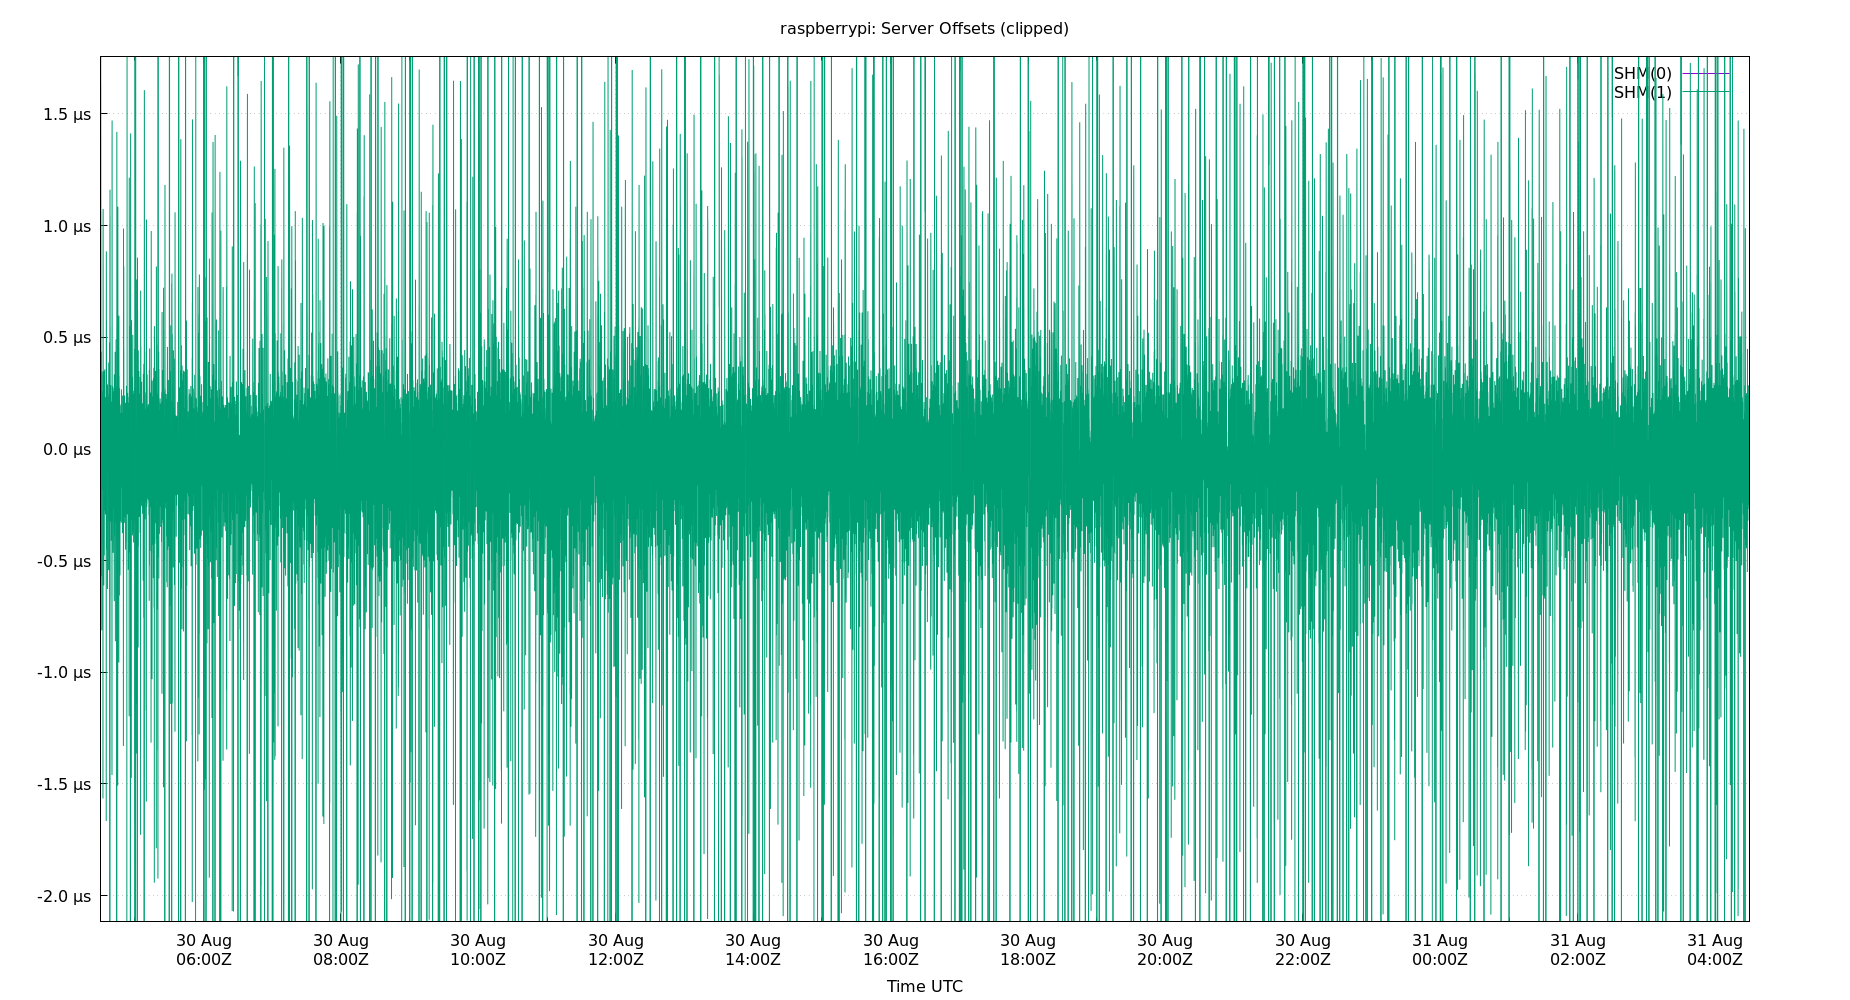 raspberrypi: Server Offsets (clipped)
SHM(0)
SHM(1)
1.5 µs
1.0 µs
0.5 µs
0.0 µs
-0.5 µs
-1.0 µs
-1.5 µs
-2.0 µs
30 Aug 30 Aug 30 Aug 30 Aug 30 Aug 30 Aug 30 Aug 30 Aug 30 Aug 31 Aug 31 Aug 31 Aug
06:00Z 08:00Z 10:00Z 12:00Z 14:00Z 16:00Z 18:00Z 20:00Z 22:00Z 00:00Z 02:00Z 04:00Z
Time UTC